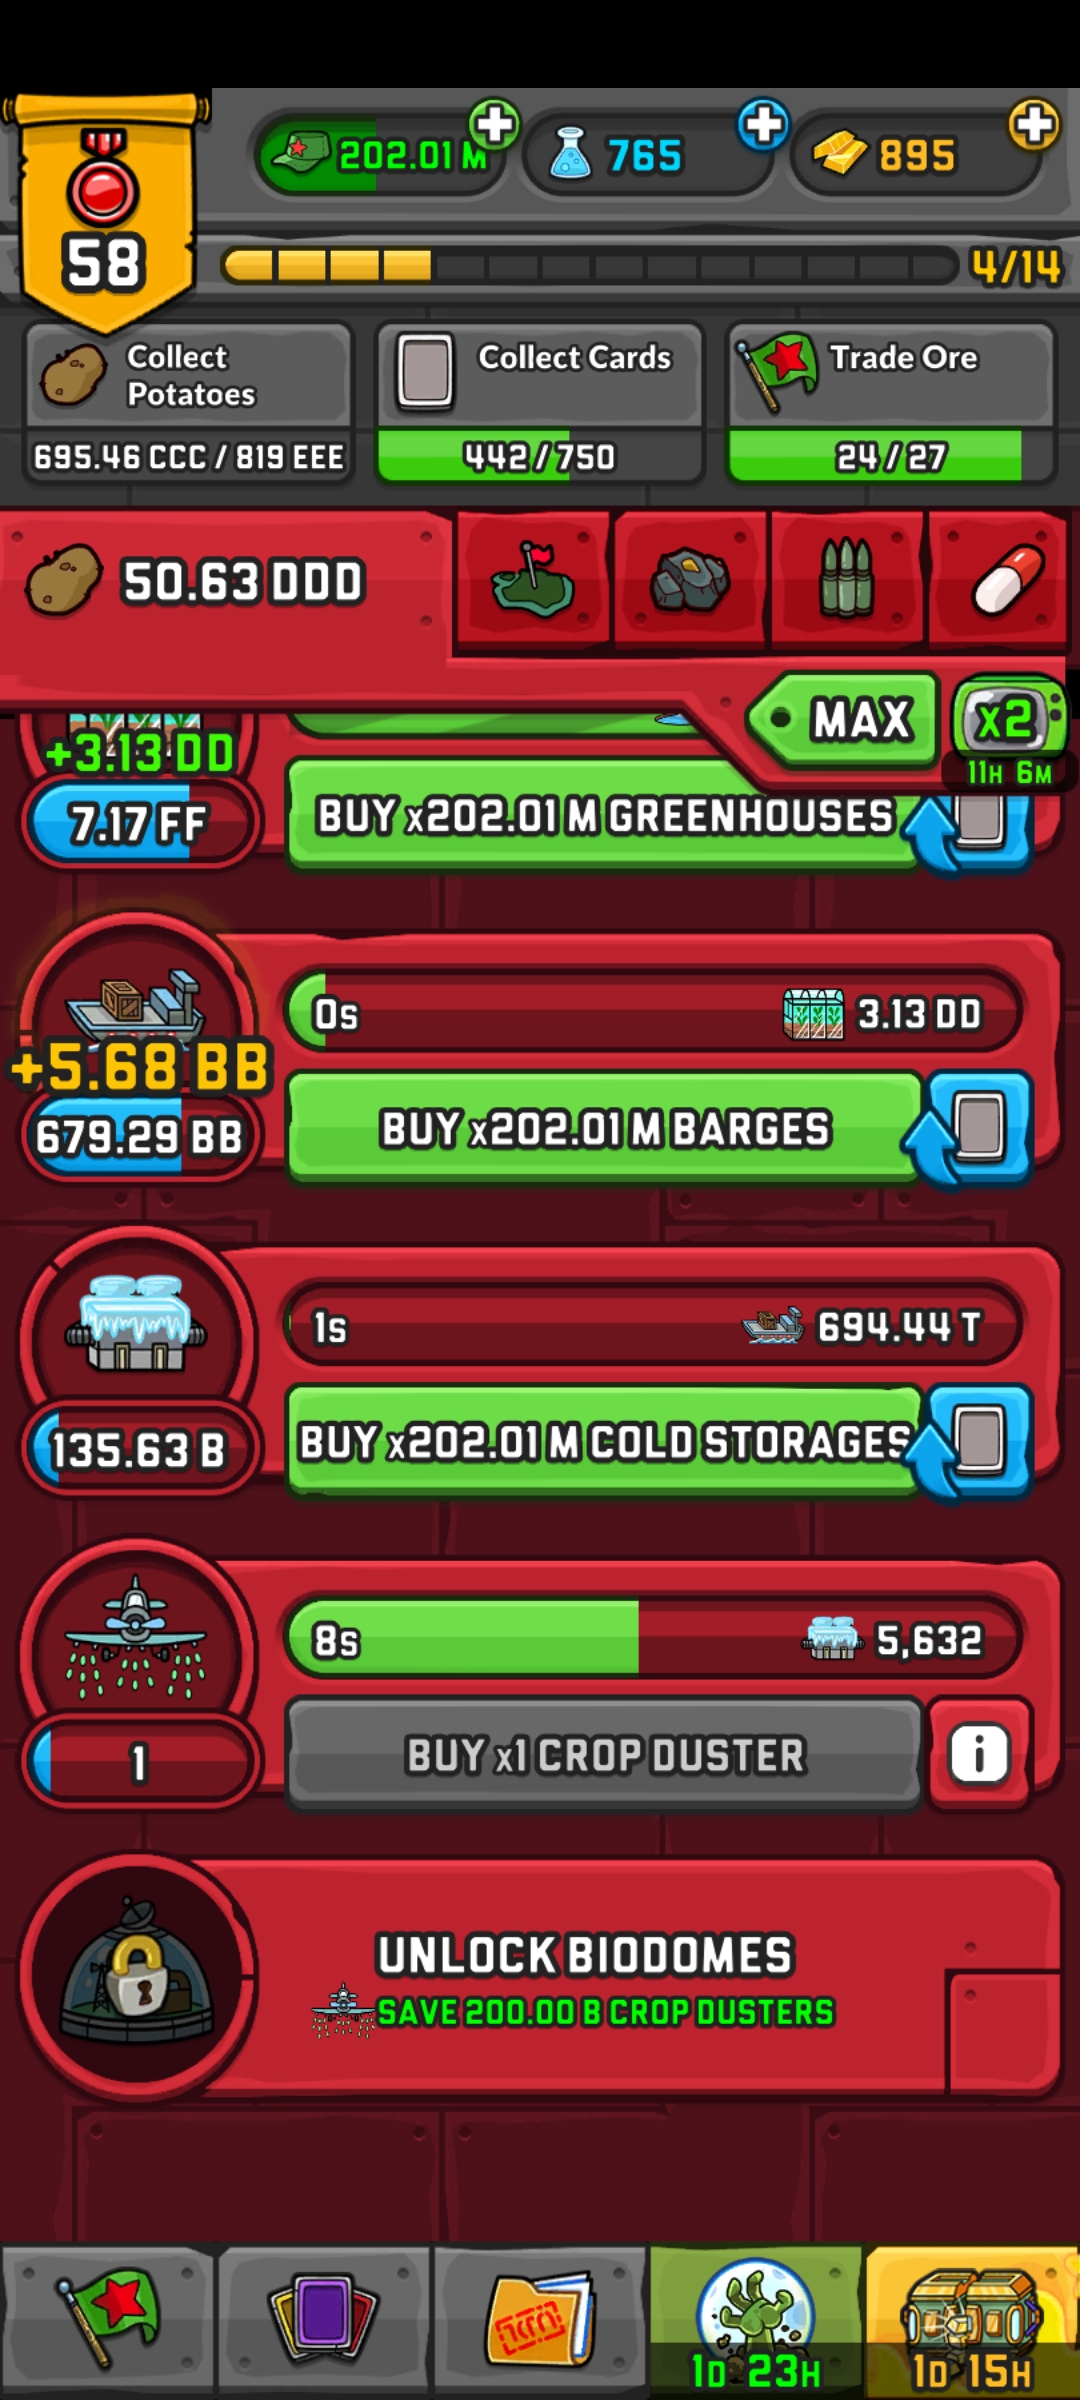 202.01 M
765
895
58
4/14
Collect
Potatoes
Collect Cards
Trade Ore
695.46 CCC / 819 EEE
442 / 750
24 / 27
50.63 DDD
MAX
x2
11H 6M
+3.13 DD
7.17 FF
BUY x202.01 M GREENHOUSES
0s
3.13 DD
+5.68 BB
679.29 BB
BUY x202.01 M BARGES
1s
694.44 T
135.63 B
BUY x202.01 M COLD STORAGES
8s
5,632
1
BUY x1 CROP DUSTER
i
UNLOCK BIODOMES
SAVE 200.00 B CROP DUSTERS
1D 23H
1D 15H